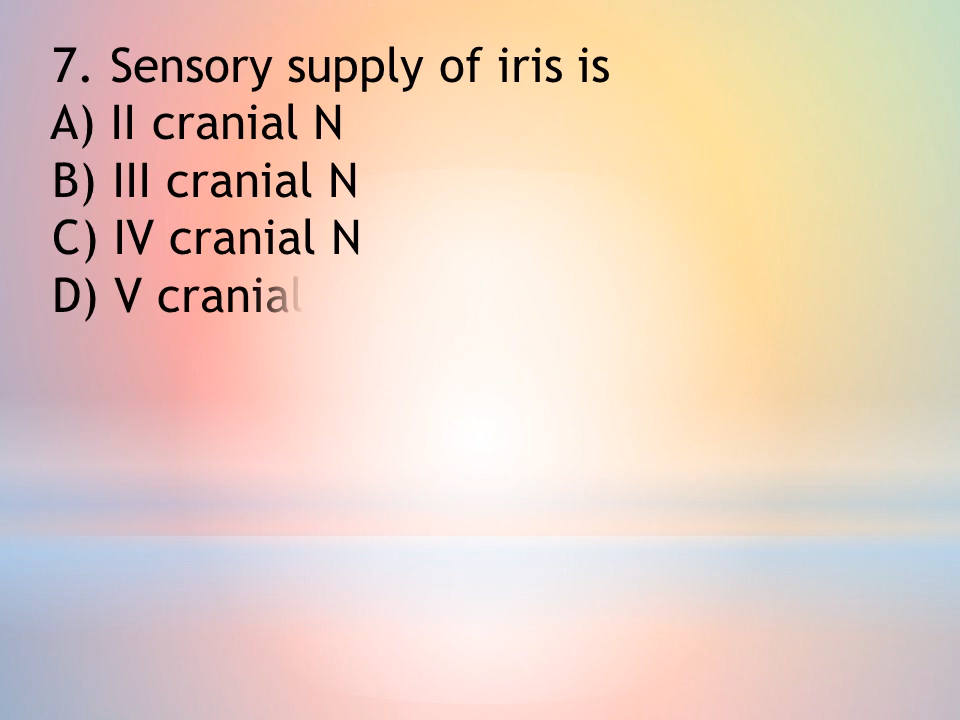 7. Sensory supply of iris is
A) II cranial N
B) III cranial N
C) IV cranial N
D) V cranial